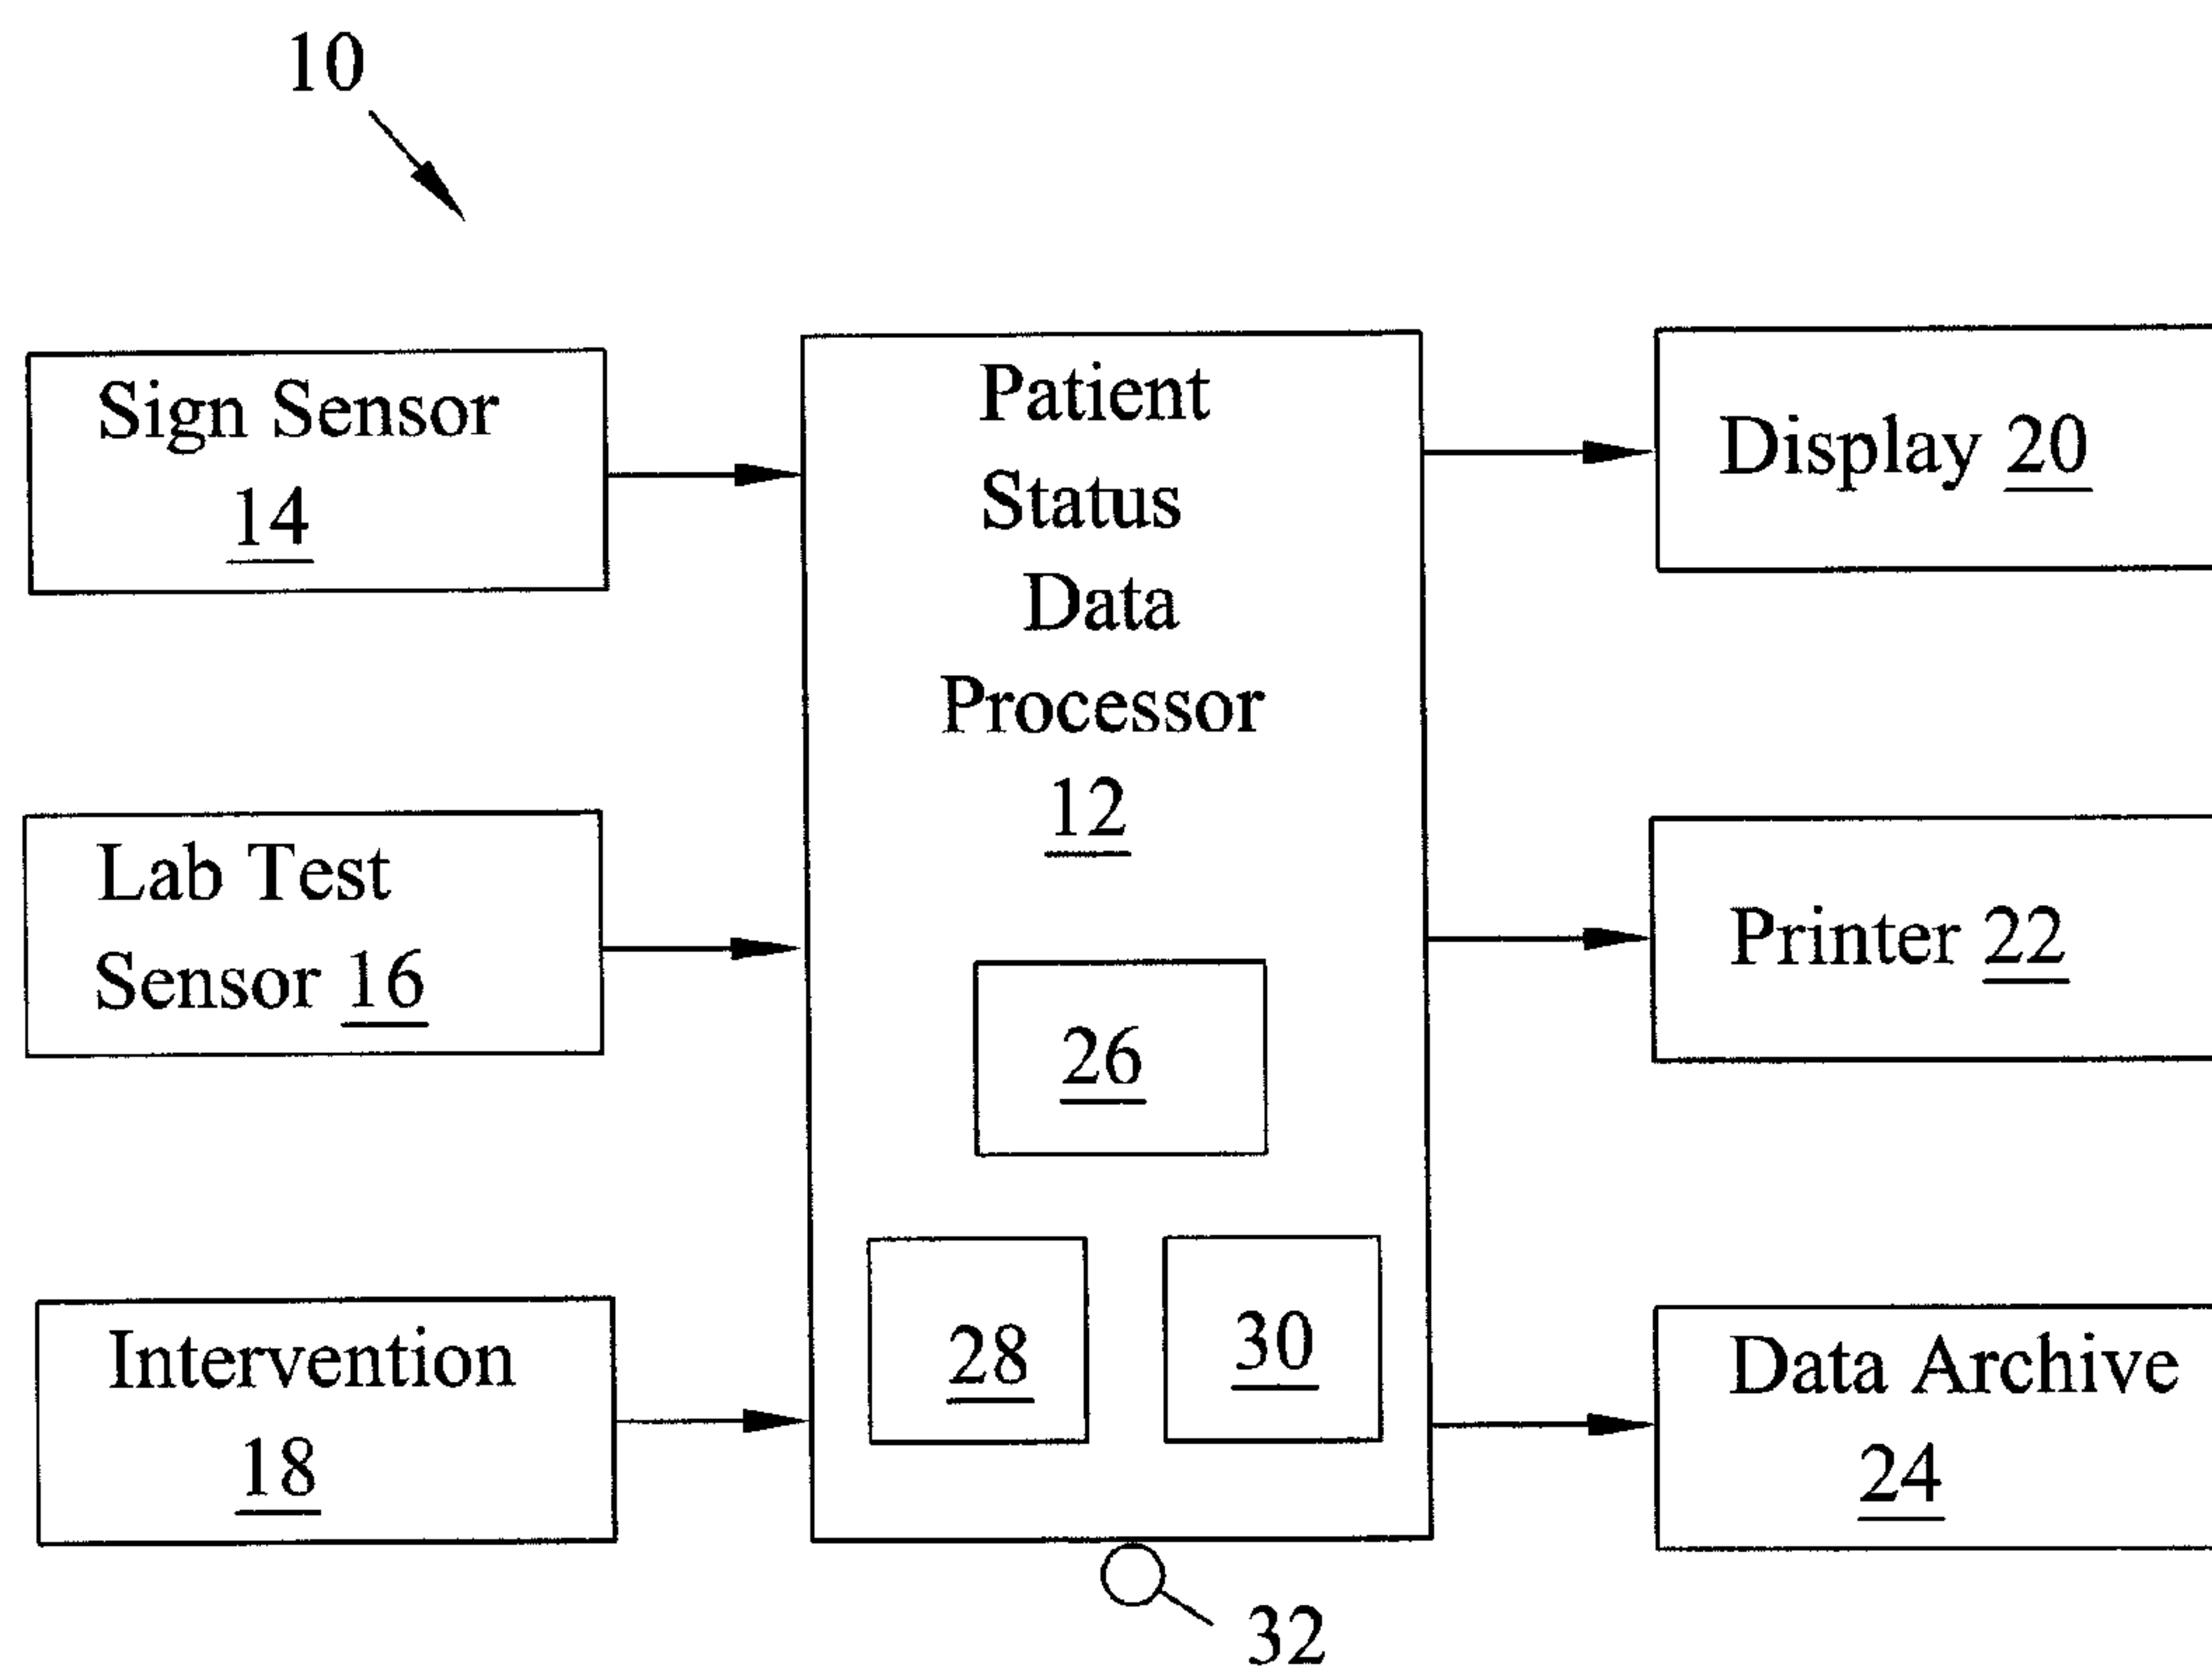 10
Sign Sensor
14
Lab Test
Sensor 16
Intervention
18
Patient
Status
Data
Processor
12
26
28
30
32
Display 20
Printer 22
Data Archive
24